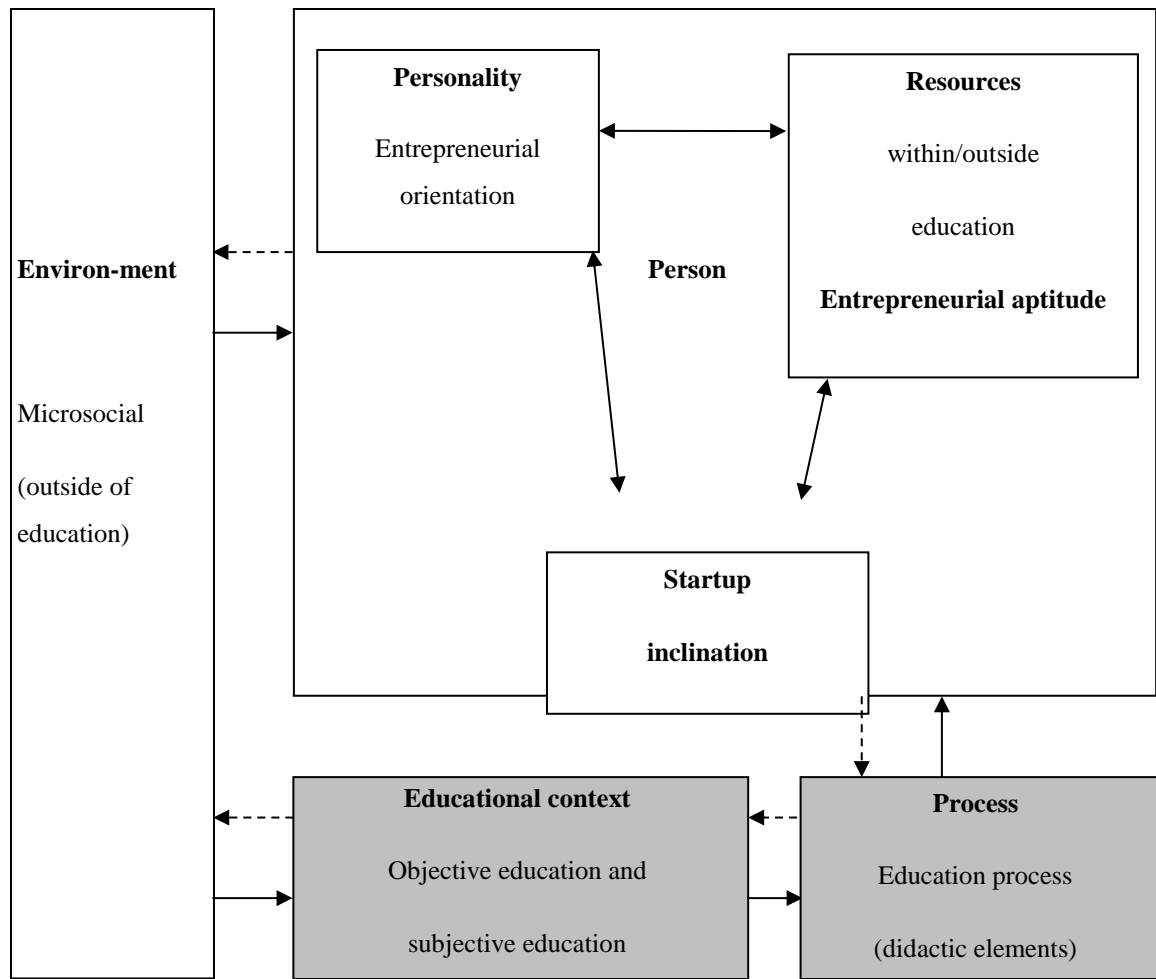 Personality
Entrepreneurial
orientation
Resources
within/outside
education
Entrepreneurial aptitude
Person
Environ-ment
Microsocial
(outside of
education)
Startup
inclination
Educational context
Objective education and
subjective education
Process
Education process
(didactic elements)